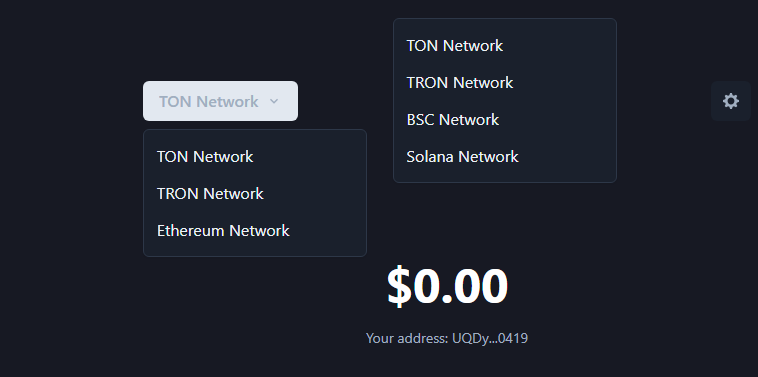 TON Network
TON Network
TRON Network
Ethereum Network
TON Network
TRON Network
BSC Network
Solana Network
$0.00
Your address: UQDy...0419